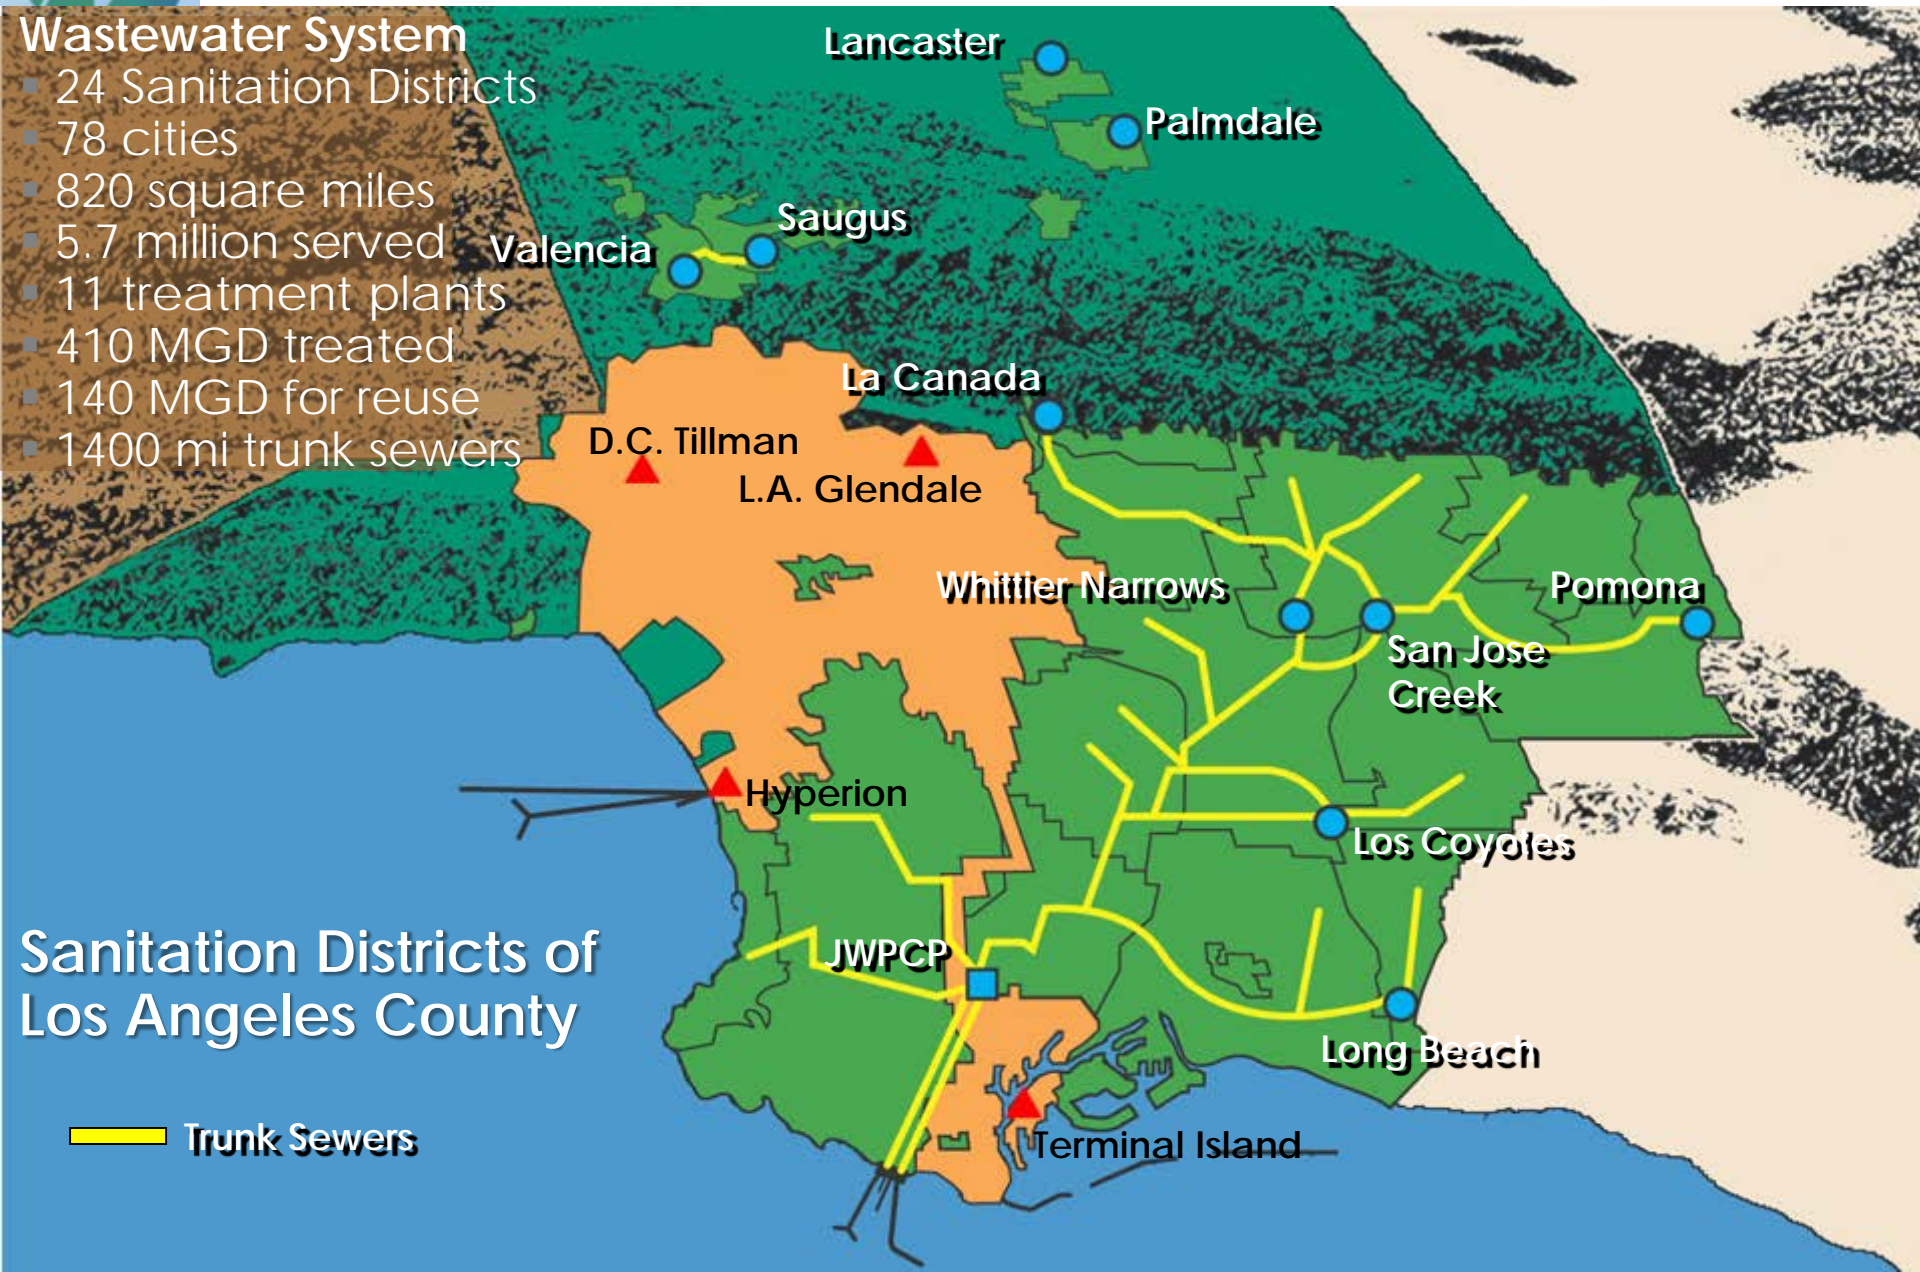 Wastewater System
24 Sanitation Districts
78 cities
820 square miles
5.7 million served
11 treatment plants
410 MGD treated
140 MGD for reuse
1400 mi trunk sewers
Lancaster
Palmdale
Saugus
Valencia
La Canada
D.C. Tillman
L.A. Glendale
Whittier Narrows
Pomona
San Jose
Creek
Hyperion
Los Coyotes
JWPCP
Long Beach
Terminal Island
Sanitation Districts of
Los Angeles County
Trunk Sewers